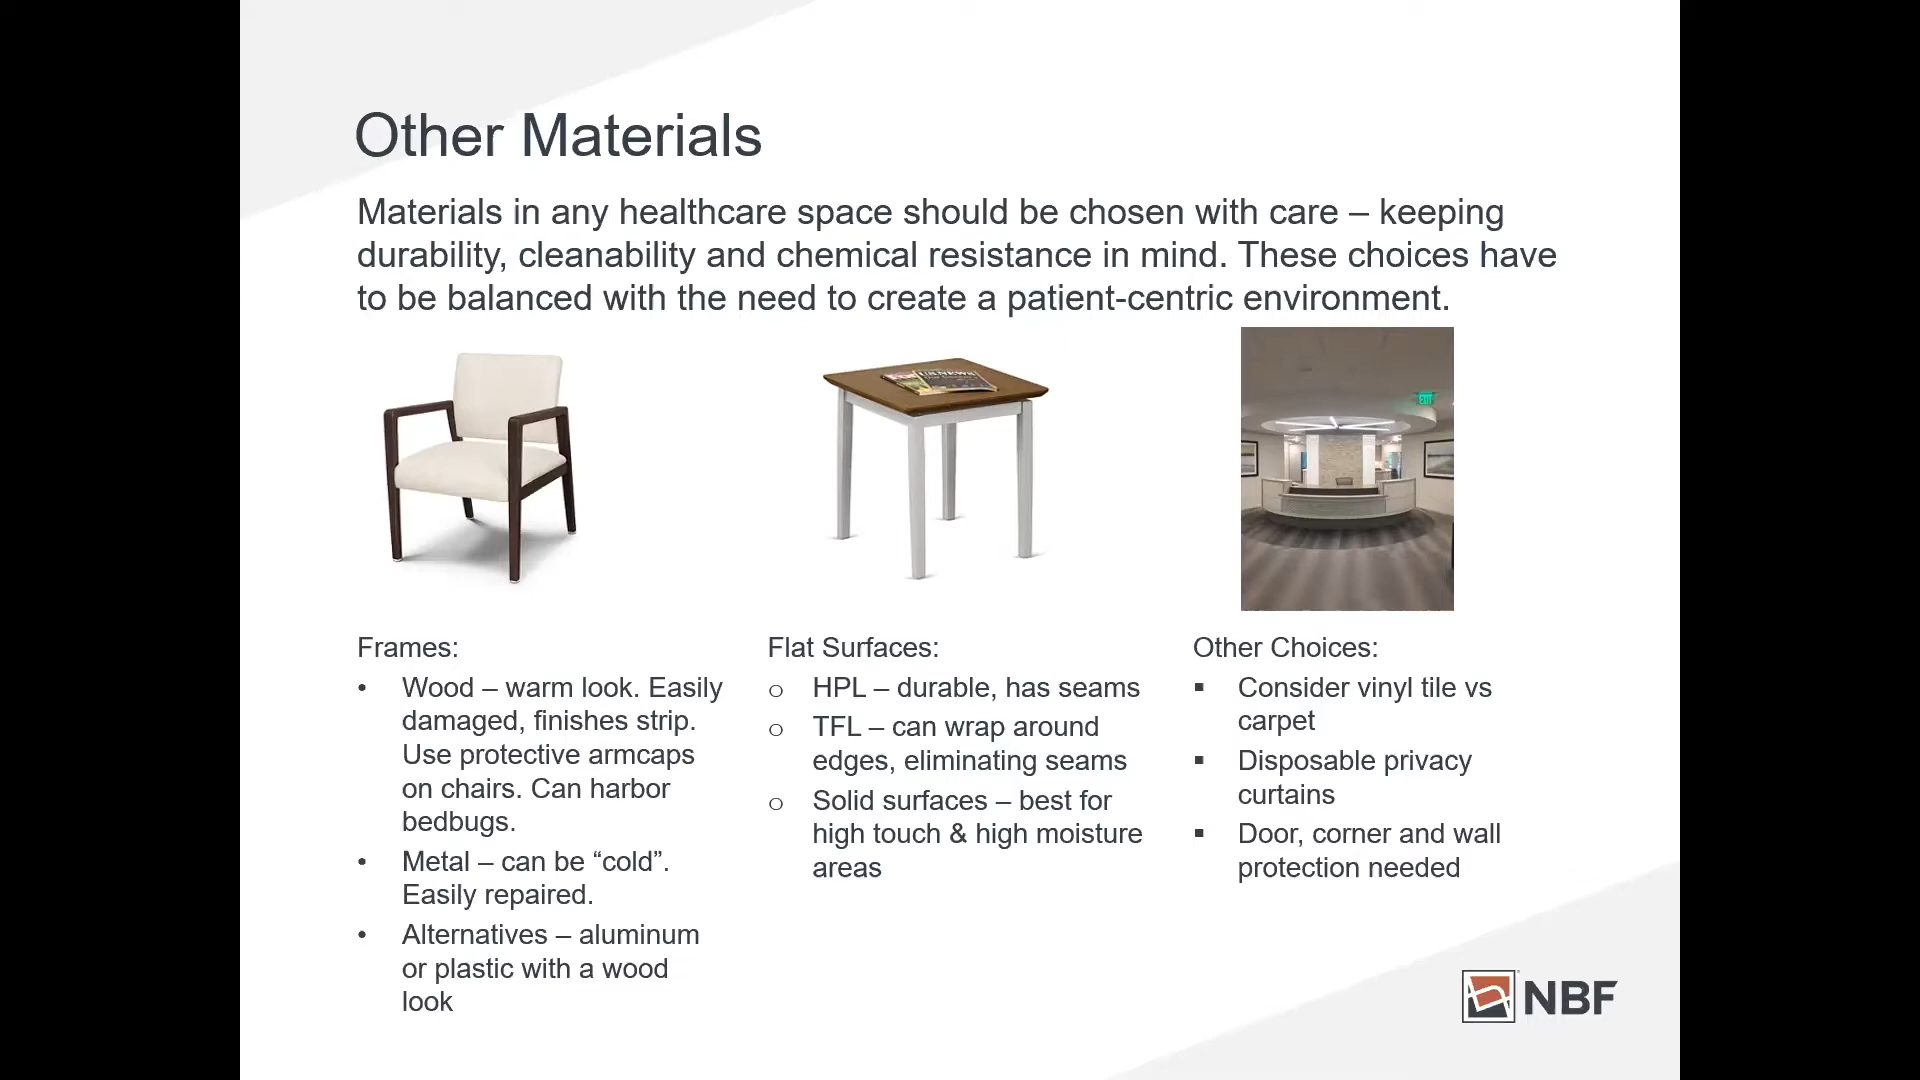 Other Materials
Materials in any healthcare space should be chosen with care – keeping
durability, cleanability and chemical resistance in mind. These choices have
to be balanced with the need to create a patient-centric environment.
EXIT
Frames:
• Wood – warm look. Easily
damaged, finishes strip.
Use protective armcaps
on chairs. Can harbor
bedbugs.
• Metal – can be “cold”.
Easily repaired.
• Alternatives – aluminum
or plastic with a wood
look
Flat Surfaces:
o HPL – durable, has seams
o TFL – can wrap around
edges, eliminating seams
o Solid surfaces – best for
high touch & high moisture
areas
Other Choices:
▪ Consider vinyl tile vs
carpet
▪ Disposable privacy
curtains
▪ Door, corner and wall
protection needed
NBF